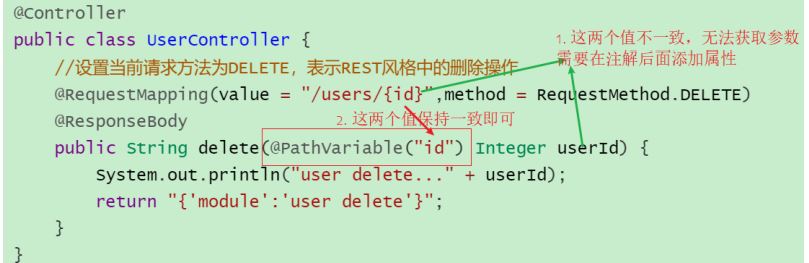 @Controller
public class UserController {
1. 这两个值不一致，无法获取参数
需要在注解后面添加属性
//设置当前请求方法为DELETE，表示REST风格中的删除操作
@RequestMapping(value = "/users/{id}",method = RequestMethod.DELETE)
@ResponseBody
2. 这两个值保持一致即可
public String delete(@PathVariable("id") Integer userId) {
System.out.println("user delete..." + userId);
return "{'module':'user delete'}";
}
}